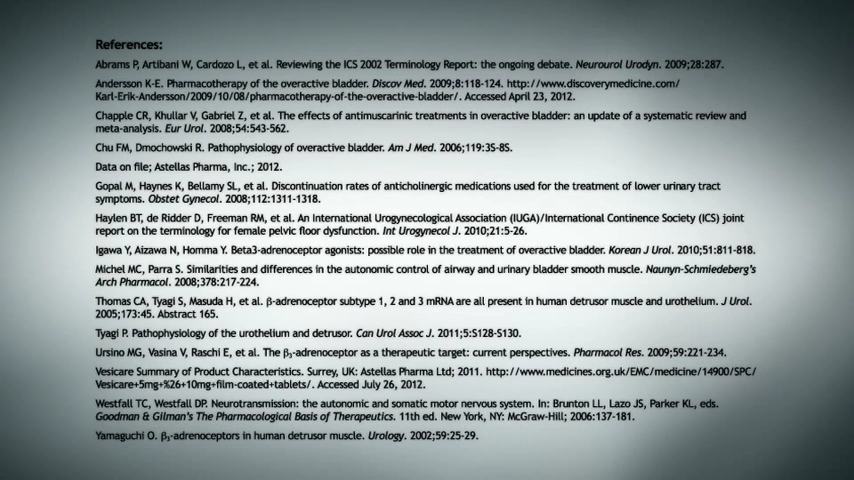 References:
Abrams P, Artibani W, Cardozo L, et al. Reviewing the ICS 2002 Terminology Report: the ongoing debate. Neurourol Urodyn. 2009;28:287.
Andersson K-E. Pharmacotherapy of the overactive bladder. Discov Med. 2009;8:118-124. http://www.discoverymedicine.com/
Karl-Erik-Andersson/2009/10/08/pharmacotherapy-of-the-overactive-bladder/. Accessed April 23, 2012.
Chapple CR, Khullar V, Gabriel Z, et al. The effects of antimuscarinic treatments in overactive bladder: an update of a systematic review and
meta-analysis. Eur Urol. 2008;54:543-562.
Chu FM, Dmochowski R. Pathophysiology of overactive bladder. Am J Med. 2006;119:3S-8S.
Data on file; Astellas Pharma, Inc.; 2012.
Gopal M, Haynes K, Bellamy SL, et al. Discontinuation rates of anticholinergic medications used for the treatment of lower urinary tract
symptoms. Obstet Gynecol. 2008;112:1311-1318.
Haylen BT, de Ridder D, Freeman RM, et al. An International Urogynecological Association (IUGA)/International Continence Society (ICS) joint
report on the terminology for female pelvic floor dysfunction. Int Urogynecol J. 2010;21:5-26.
Igawa Y, Aizawa N, Homma Y. Beta3-adrenoceptor agonists: possible role in the treatment of overactive bladder. Korean J Urol. 2010;51:811-818.
Michel MC, Parra S. Similarities and differences in the autonomic control of airway and urinary bladder smooth muscle. Naunyn-Schmiedeberg's
Arch Pharmacol. 2008;378:217-224.
Thomas CA, Tyagi S, Masuda H, et al. β-adrenoceptor subtype 1, 2 and 3 mRNA are all present in human detrusor muscle and urothelium. J Urol.
2005;173:45. Abstract 165.
Tyagi P. Pathophysiology of the urothelium and detrusor. Can Urol Assoc J. 2011;5:S128-S130.
Ursino MG, Vasina V, Raschi E, et al. The β₃-adrenoceptor as a therapeutic target: current perspectives. Pharmacol Res. 2009;59:221-234.
Vesicare Summary of Product Characteristics. Surrey, UK: Astellas Pharma Ltd; 2011. http://www.medicines.org.uk/EMC/medicine/14900/SPC/
Vesicare+5mg+%26+10mg+film-coated+tablets/. Accessed July 26, 2012.
Westfall TC, Westfall DP. Neurotransmission: the autonomic and somatic motor nervous system. In: Brunton LL, Lazo JS, Parker KL, eds.
Goodman & Gilman's The Pharmacological Basis of Therapeutics. 11th ed. New York, NY: McGraw-Hill; 2006:137-181.
Yamaguchi O. β₃-adrenoceptors in human detrusor muscle. Urology. 2002;59:25-29.